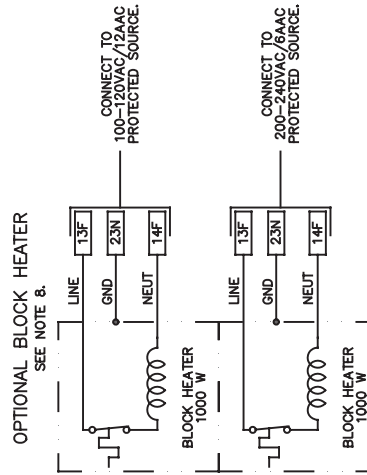 OPTIONAL BLOCK HEATER
SEE NOTE 8.
LINE
13F
GND
23N
NEUT
14F
CONNECT TO
100-120VAC/12AAC
PROTECTED SOURCE.
BLOCK HEATER
1000 W
LINE
13F
GND
23N
NEUT
14F
CONNECT TO
200-240VAC/6AAC
PROTECTED SOURCE.
BLOCK HEATER
1000 W